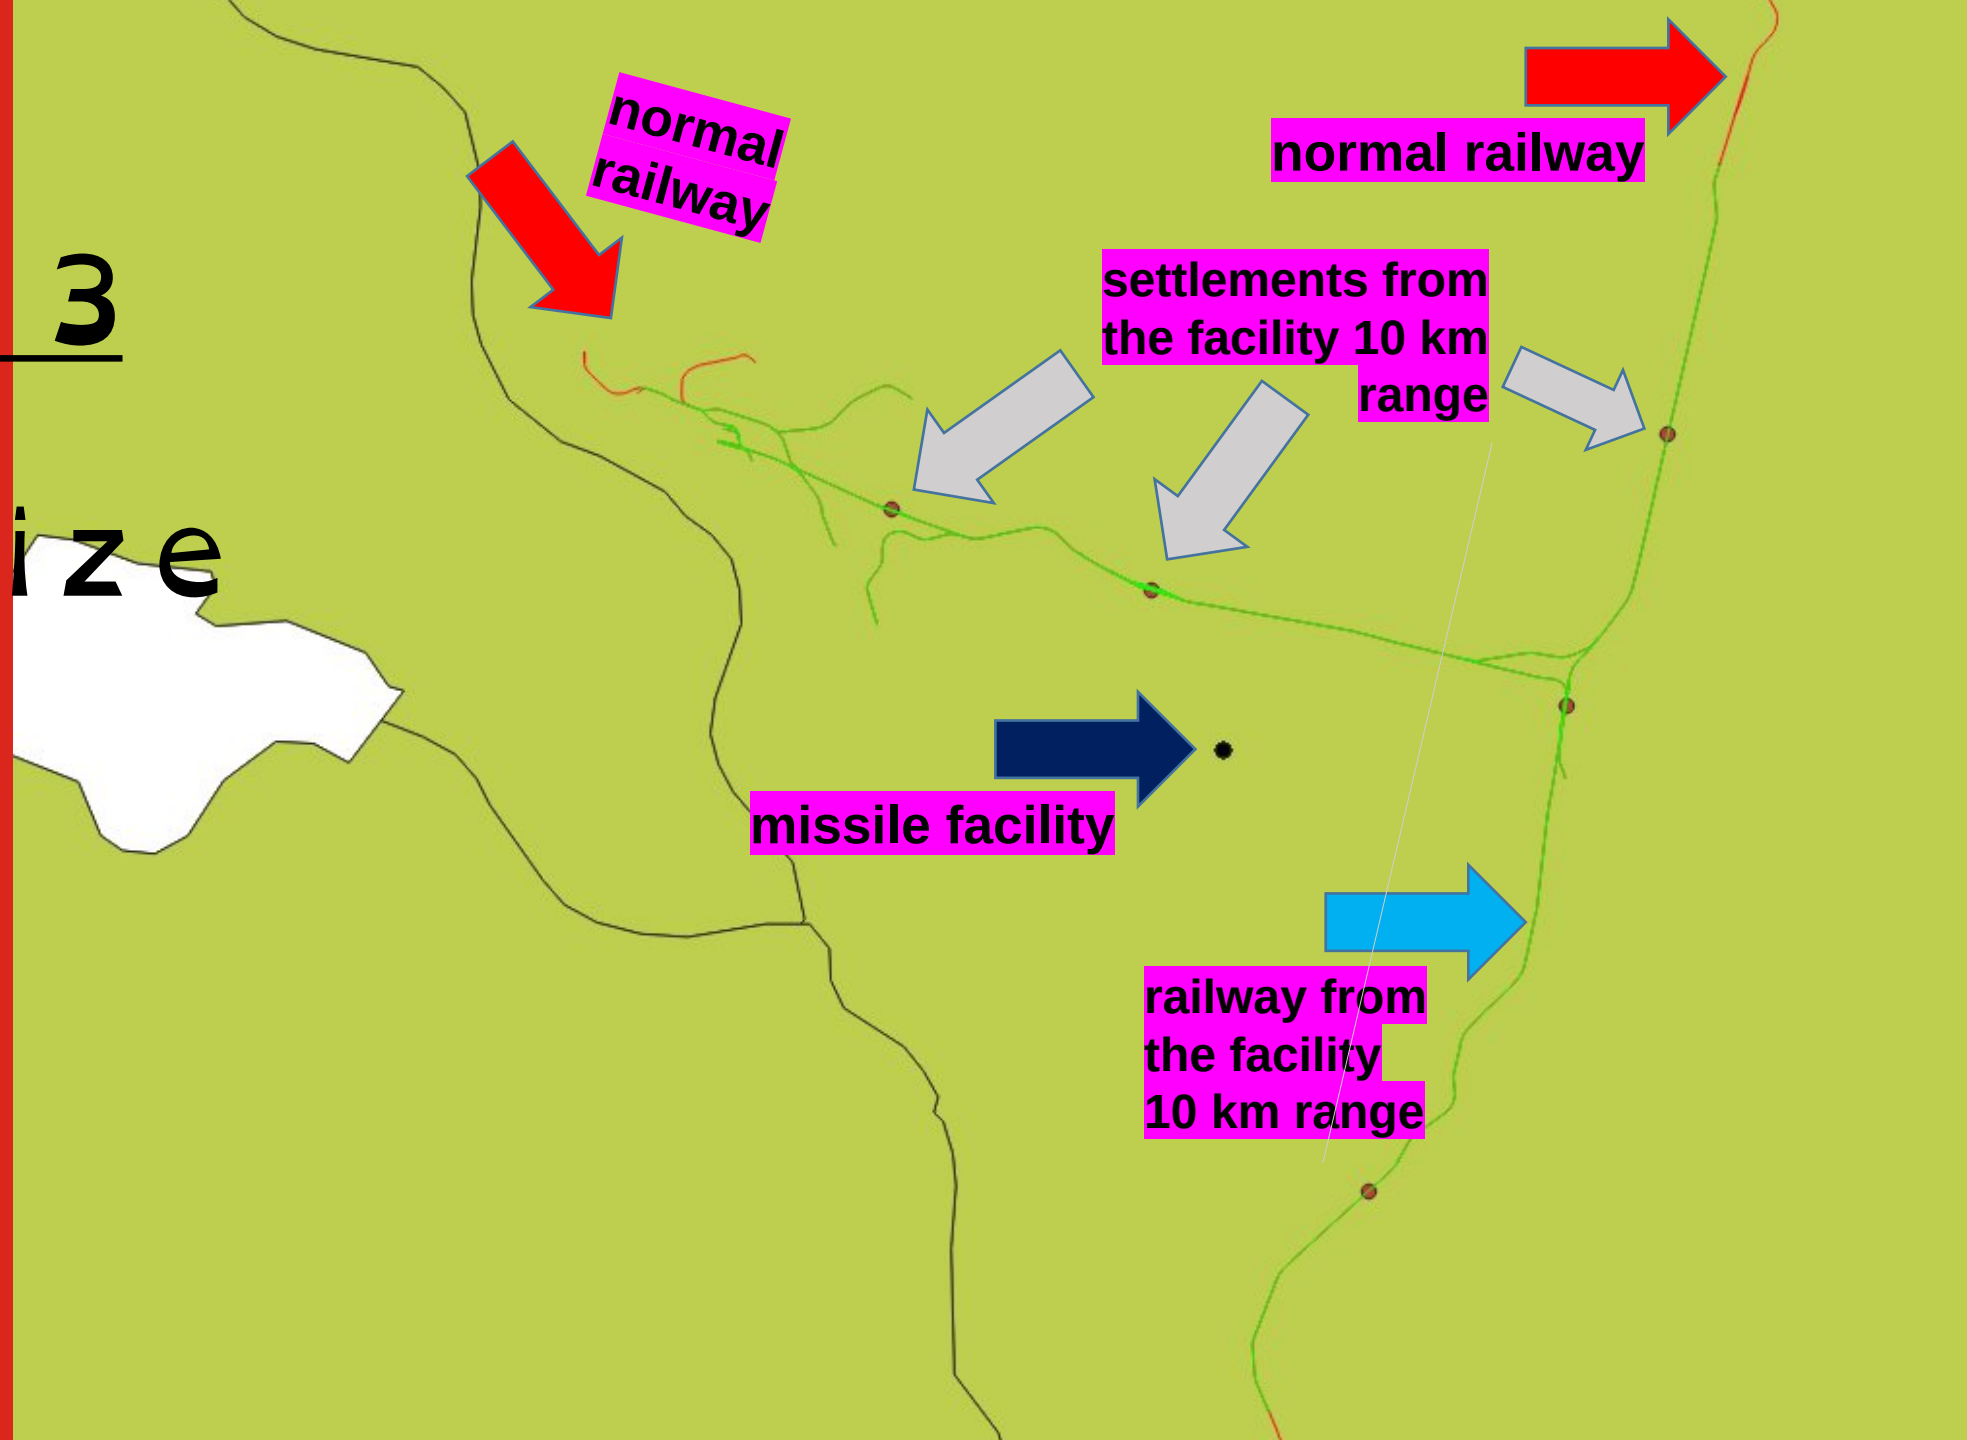 normal
railway
normal railway
3
settlements from
the facility 10 km
range
ize
missile facility
railway from
the facility
10 km range